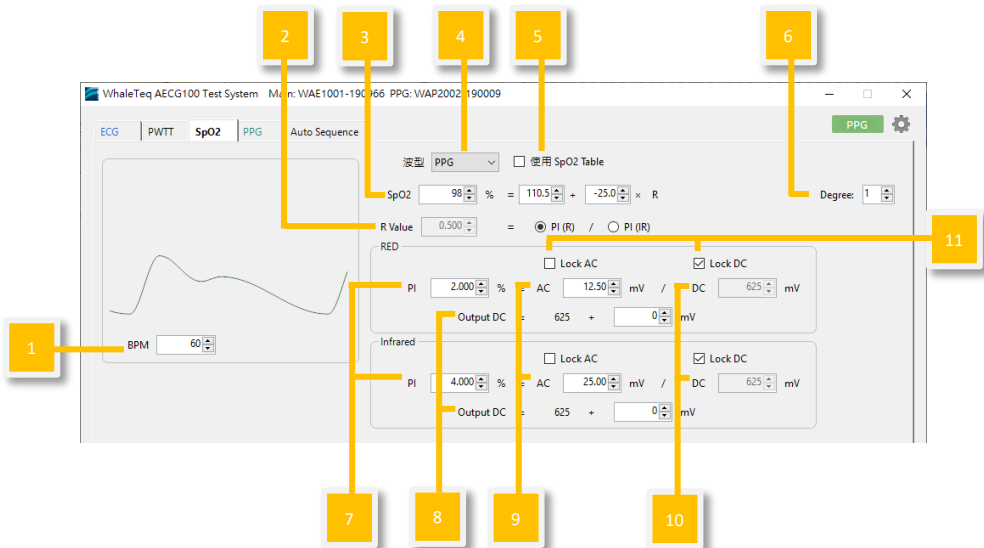 2 3 4 5 6
WhaleTeq AECG100 Test System Main: WAE1001-190966 PPG: WAP2002-190009
ECG PWTT SpO2 PPG Auto Sequence PPG
波型 PPG 使用 SpO2 Table
SpO2 98 % = 110.5 + -25.0 × R Degree: 1
R Value 0.500 = PI (R) / PI (IR)
11
RED
Lock AC Lock DC
PI 2.000 % = AC 12.50 mV / DC 625 mV
Output DC = 625 + 0 mV
1
BPM 60
Infrared
Lock AC Lock DC
PI 4.000 % = AC 25.00 mV / DC 625 mV
Output DC = 625 + 0 mV
7 8 9 10